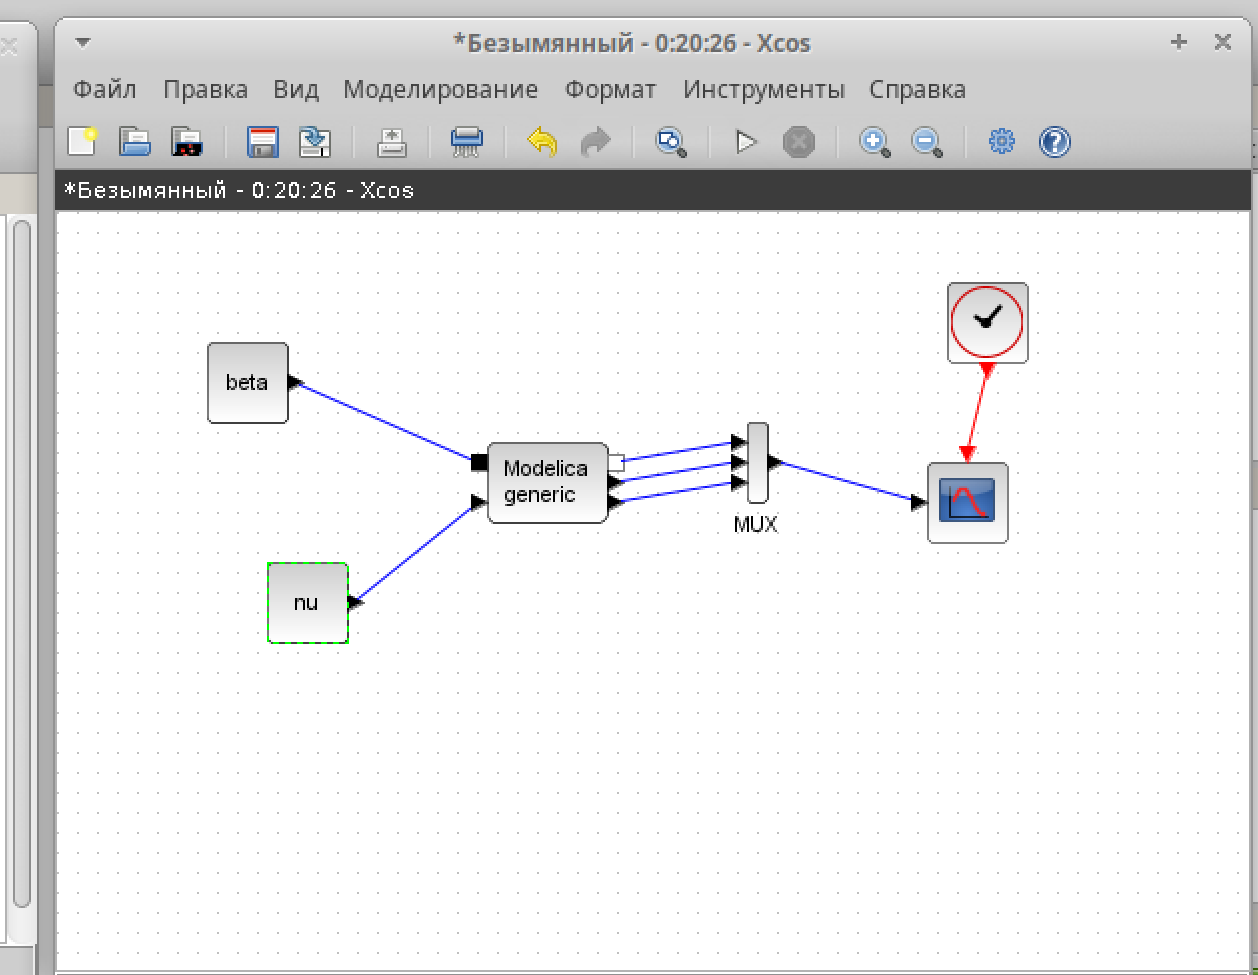 *Безымянный - 0:20:26 - Xcos
Файл Правка Вид Моделирование Формат Инструменты Справка
*Безымянный - 0:20:26 - Xcos
beta
Modelica
generic
MUX
nu